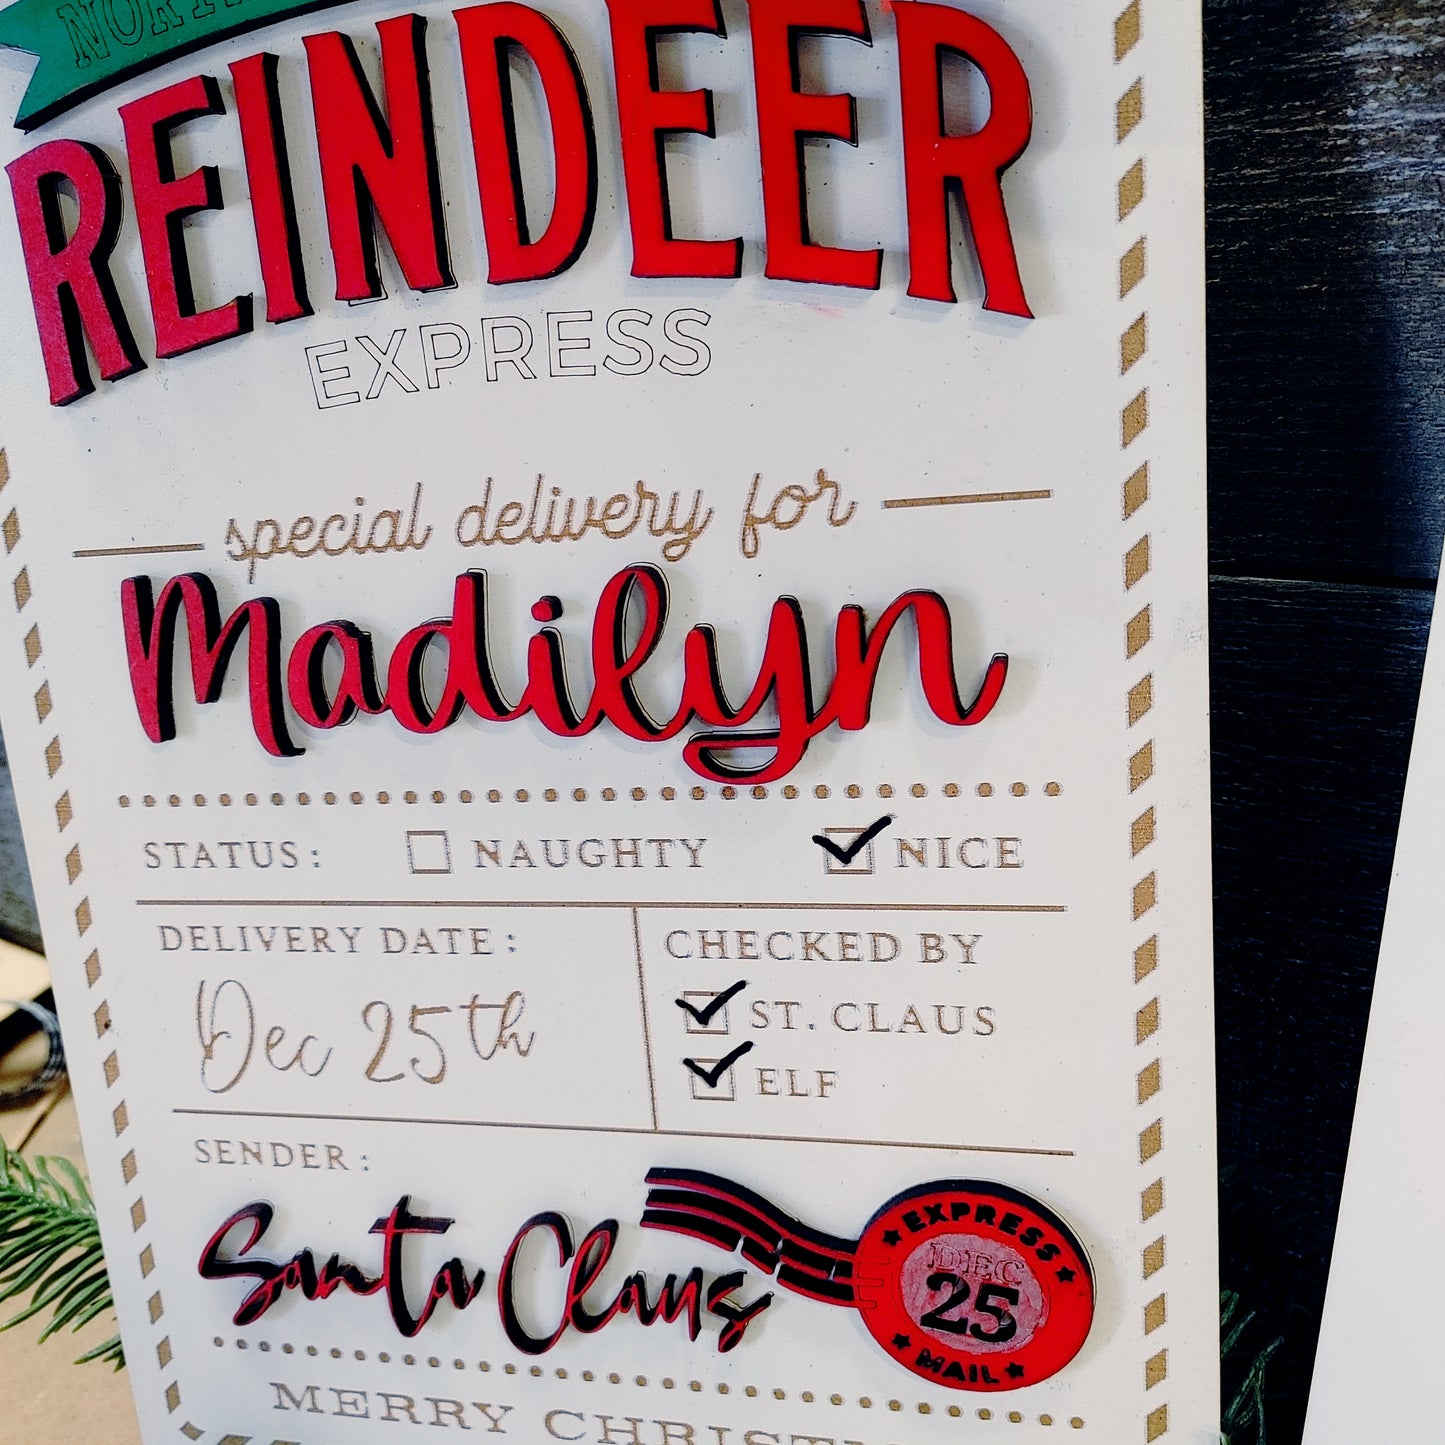 REINDEER
EXPRESS
special delivery for
Madilyn
STATUS: NAUGHTY NICE
DELIVERY DATE:
Dec 25th
CHECKED BY
ST. CLAUS
ELF
SENDER:
Santa Claus
EXPRESS
DEC
25
MAIL
MERRY